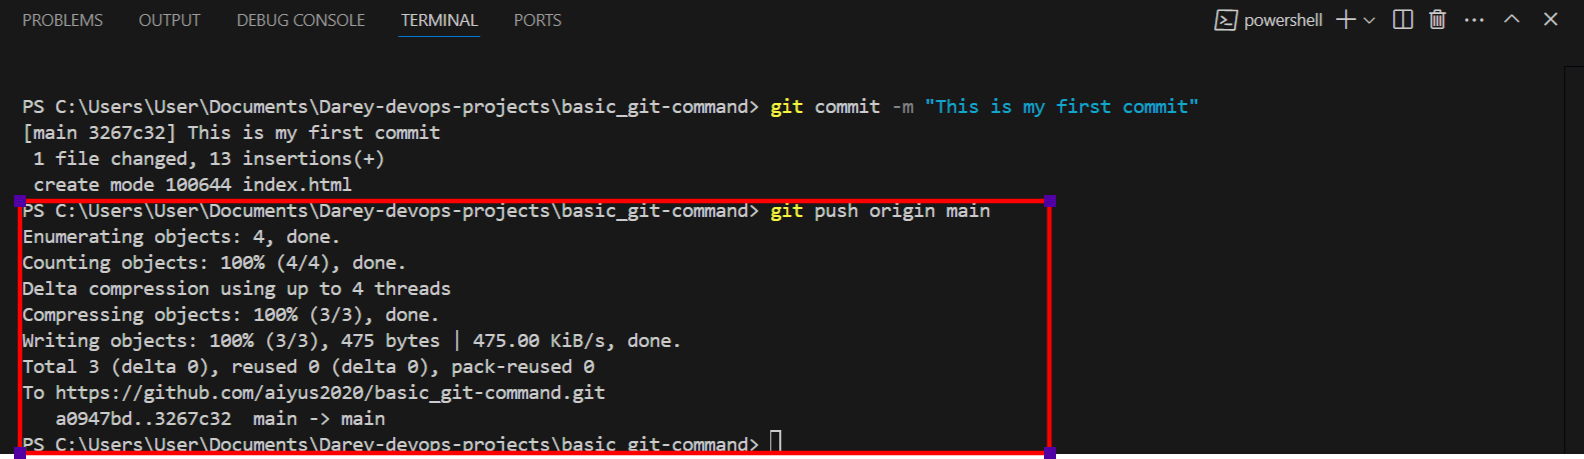 PROBLEMS OUTPUT DEBUG CONSOLE TERMINAL PORTS powershell
PS C:\Users\User\Documents\Darey-devops-projects\basic_git-command> git commit -m "This is my first commit"
[main 3267c32] This is my first commit
1 file changed, 13 insertions(+)
create mode 100644 index.html
PS C:\Users\User\Documents\Darey-devops-projects\basic_git-command> git push origin main
Enumerating objects: 4, done.
Counting objects: 100% (4/4), done.
Delta compression using up to 4 threads
Compressing objects: 100% (3/3), done.
Writing objects: 100% (3/3), 475 bytes | 475.00 KiB/s, done.
Total 3 (delta 0), reused 0 (delta 0), pack-reused 0
To https://github.com/aiyus2020/basic_git-command.git
a0947bd..3267c32  main -> main
PS C:\Users\User\Documents\Darey-devops-projects\basic_git-command>